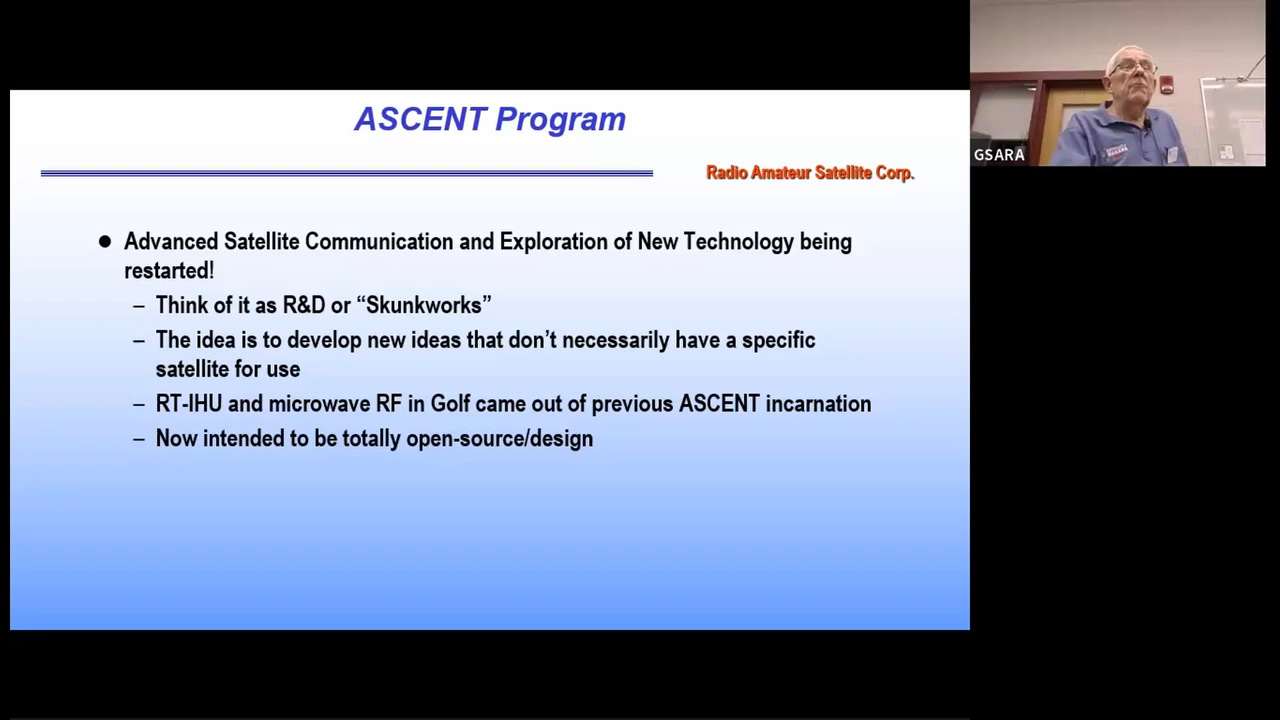 ASCENT Program
Radio Amateur Satellite Corp.
GSARA
● Advanced Satellite Communication and Exploration of New Technology being
restarted!
– Think of it as R&D or “Skunkworks”
– The idea is to develop new ideas that don’t necessarily have a specific
satellite for use
– RT-IHU and microwave RF in Golf came out of previous ASCENT incarnation
– Now intended to be totally open-source/design